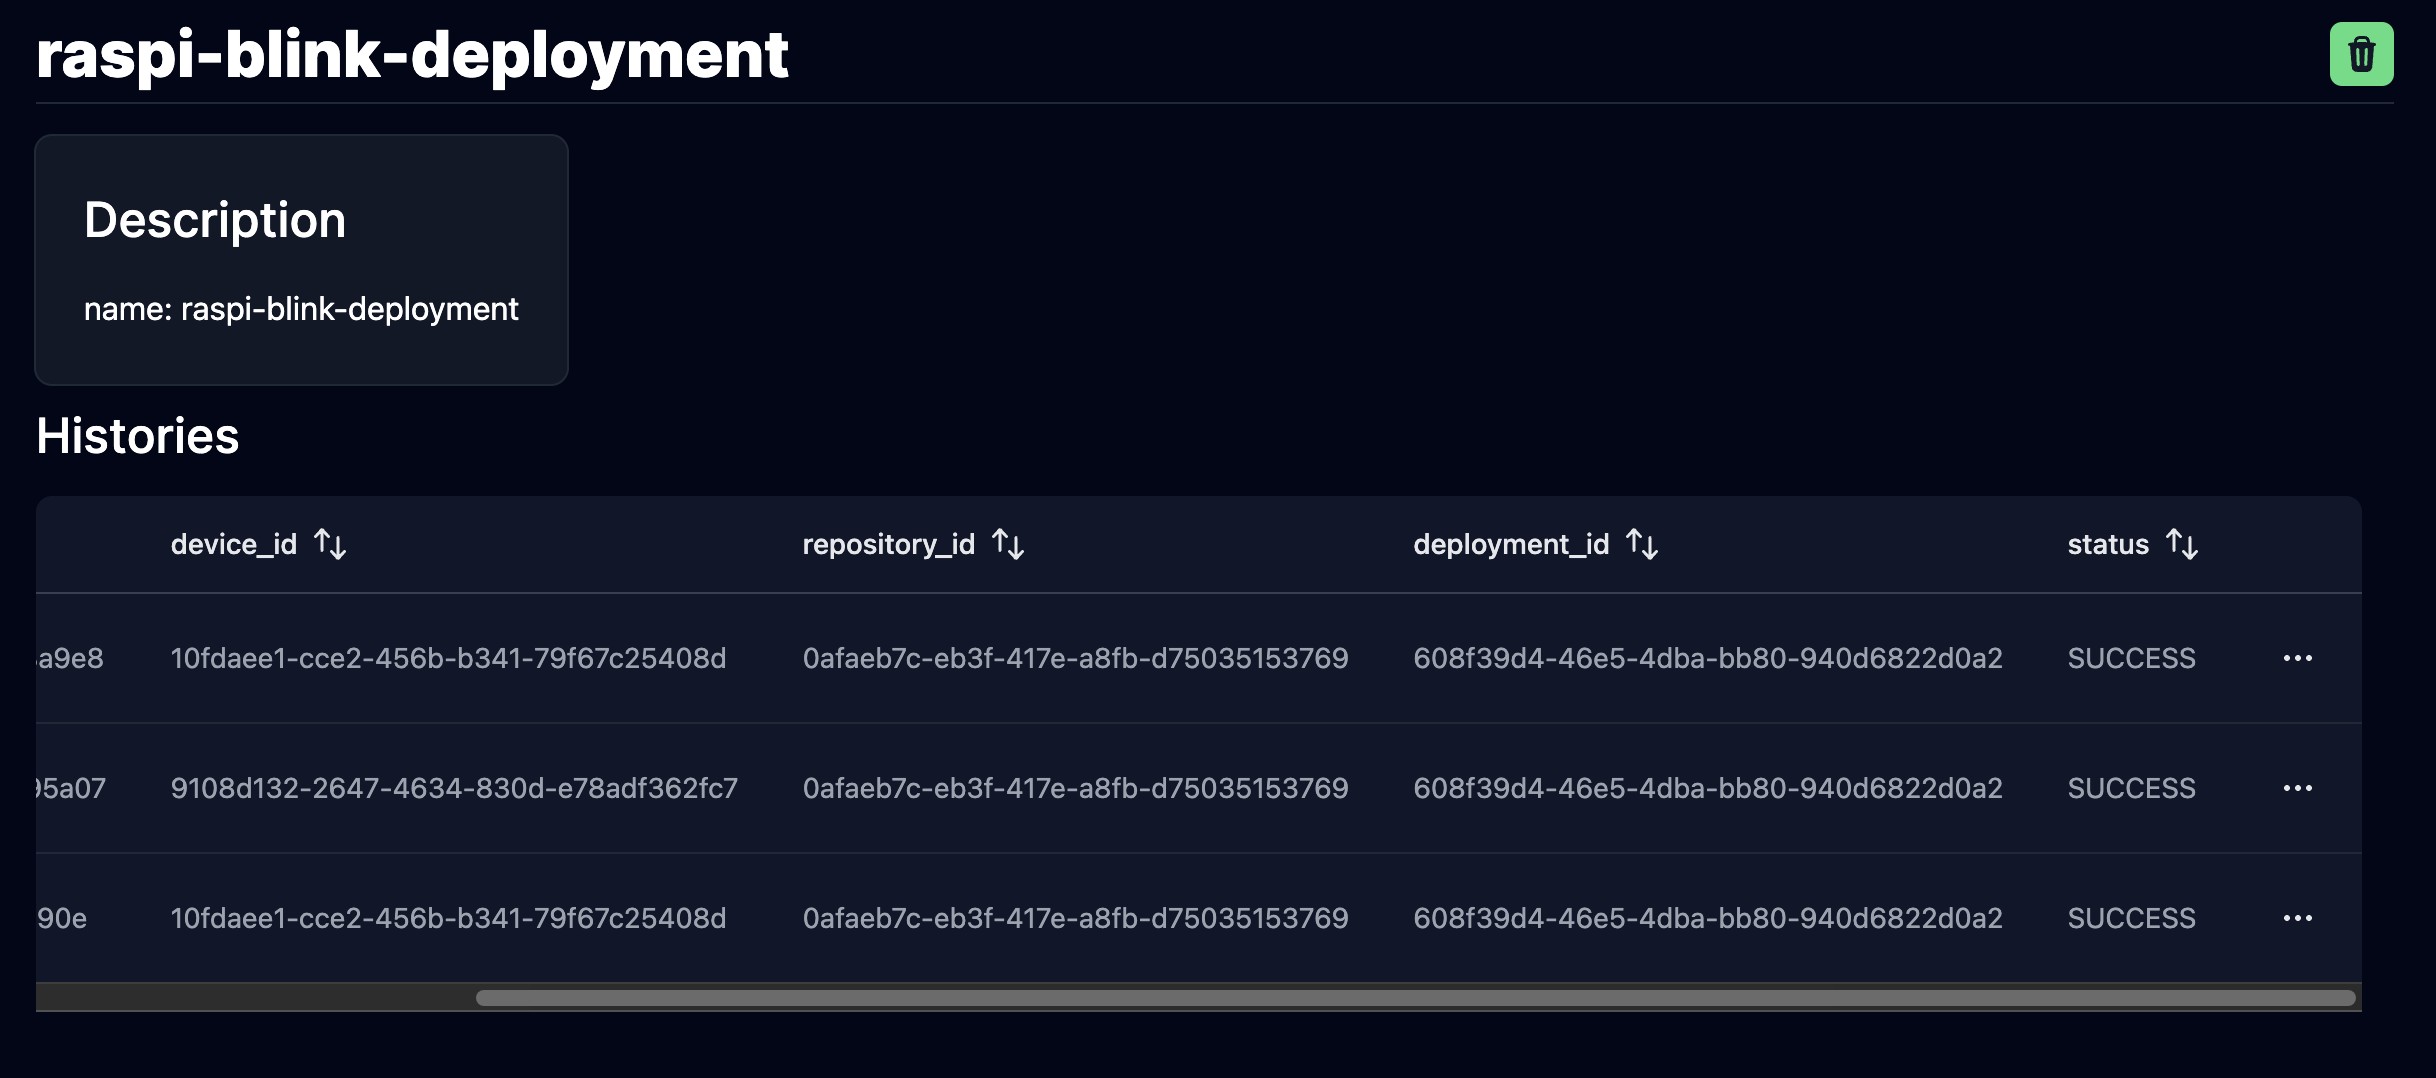 raspi-blink-deployment
Description
name: raspi-blink-deployment
Histories
device_id repository_id deployment_id status
a9e8 10fdaee1-cce2-456b-b341-79f67c25408d 0afaeb7c-eb3f-417e-a8fb-d75035153769 608f39d4-46e5-4dba-bb80-940d6822d0a2 SUCCESS ...
95a07 9108d132-2647-4634-830d-e78adf362fc7 0afaeb7c-eb3f-417e-a8fb-d75035153769 608f39d4-46e5-4dba-bb80-940d6822d0a2 SUCCESS ...
90e 10fdaee1-cce2-456b-b341-79f67c25408d 0afaeb7c-eb3f-417e-a8fb-d75035153769 608f39d4-46e5-4dba-bb80-940d6822d0a2 SUCCESS ...